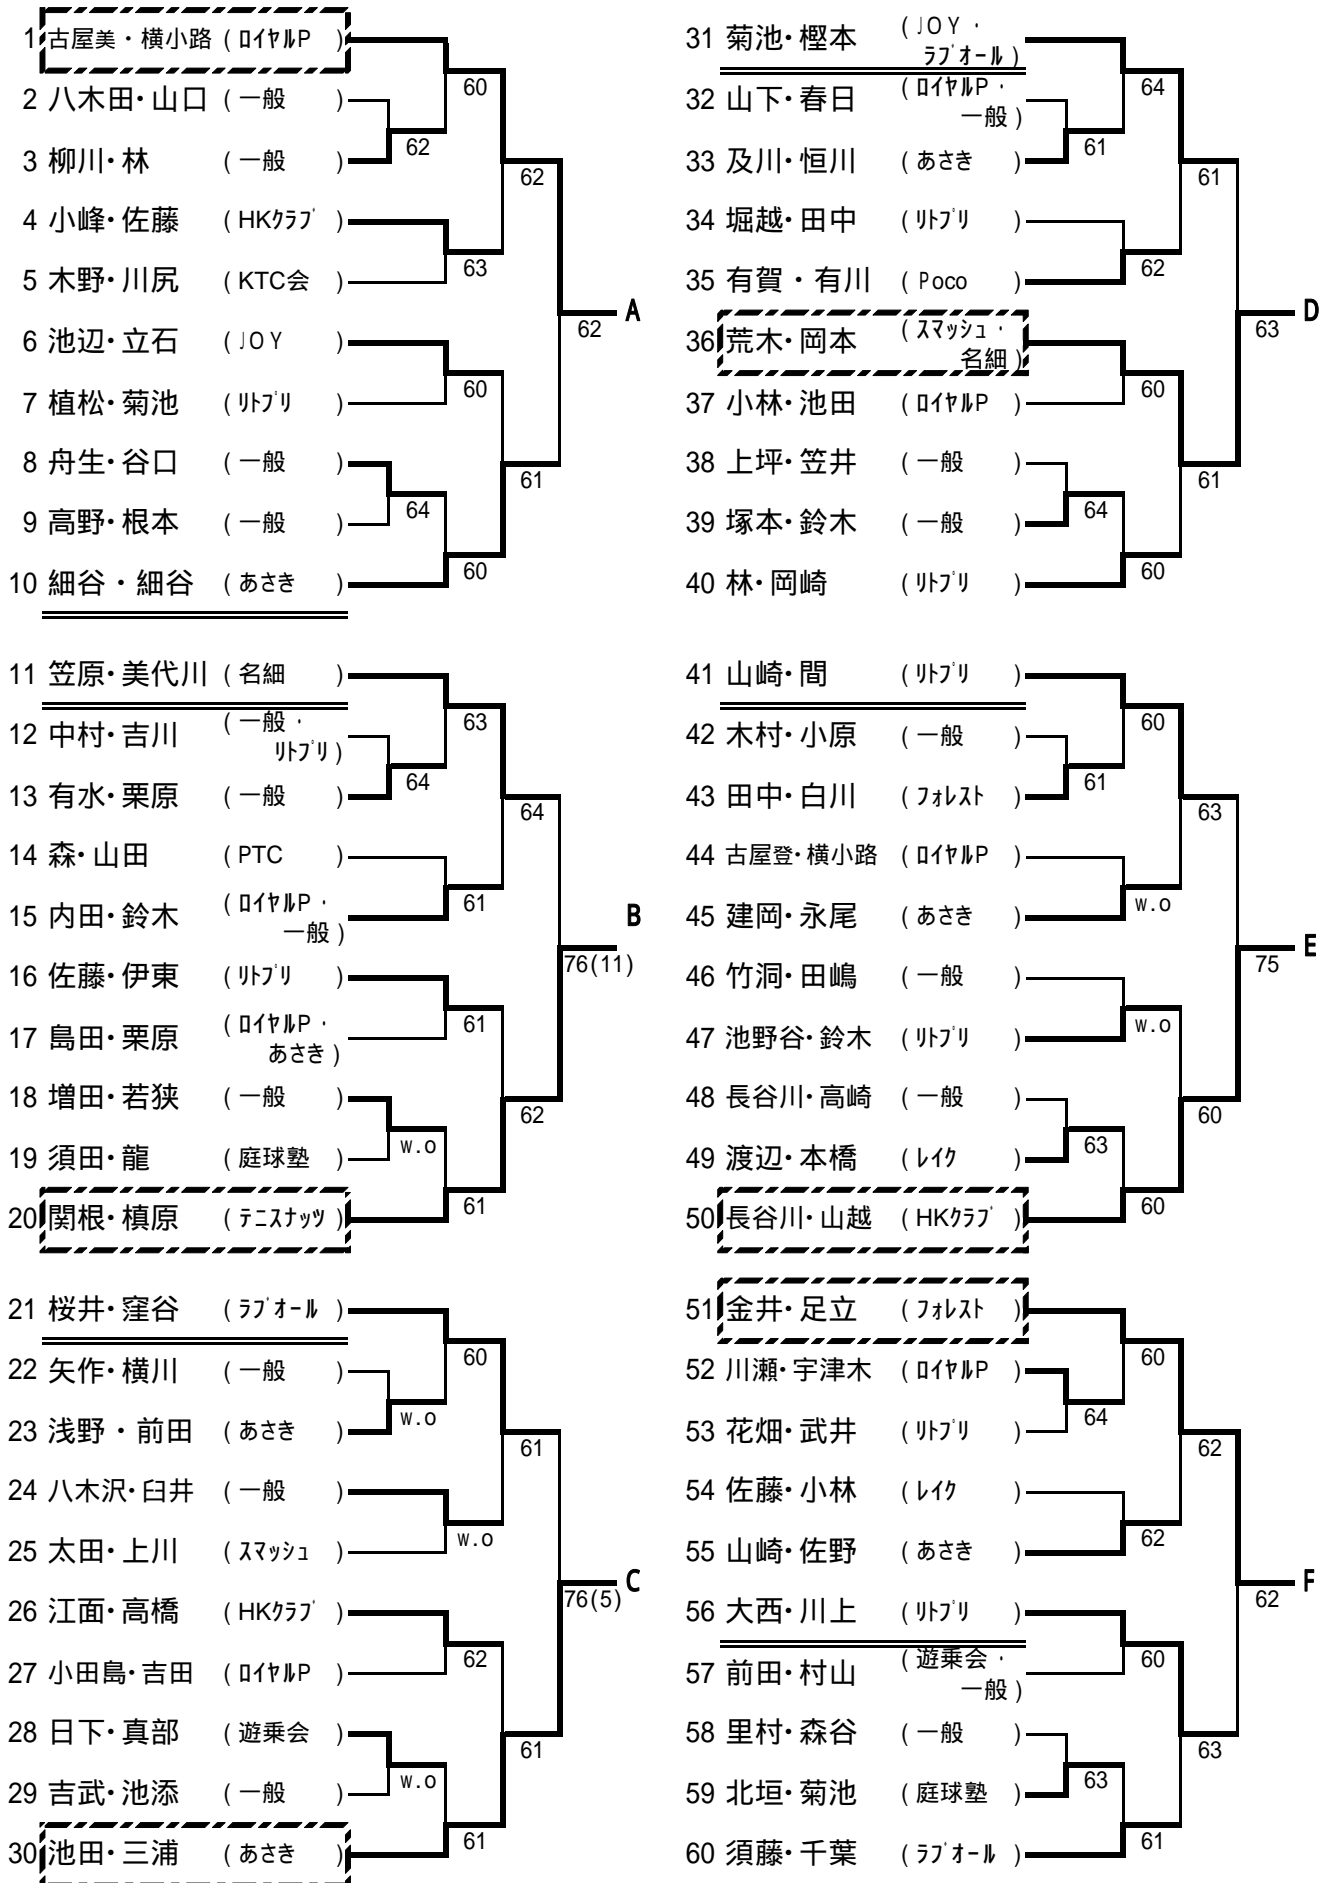 1 古屋美・横小路 (ロイヤルP)
2 八木田・山口 (一般)
60
62
3 柳川・林 (一般)
62
4 小峰・佐藤 (HKクラブ)
63
5 木野・川尻 (KTC会)
A
62
6 池辺・立石 (JOY)
60
7 植松・菊池 (リトプリ)
8 舟生・谷口 (一般)
61
64
9 高野・根本 (一般)
60
10 細谷・細谷 (あさき)
11 笠原・美代川 (名細)
63
12 中村・吉川 (一般・
リトプリ)
64
13 有水・栗原 (一般)
64
14 森・山田 (PTC)
61
15 内田・鈴木 (ロイヤルP・
一般)
B
76(11)
16 佐藤・伊東 (リトプリ)
61
17 島田・栗原 (ロイヤルP・
あさき)
18 増田・若狭 (一般)
62
w.o
19 須田・龍 (庭球塾)
61
20 関根・槙原 (テニスナッツ)
21 桜井・窪谷 (ラブオール)
60
22 矢作・横川 (一般)
w.o
23 浅野・前田 (あさき)
61
24 八木沢・臼井 (一般)
w.o
25 太田・上川 (スマッシュ)
C
76(5)
26 江面・高橋 (HKクラブ)
62
27 小田島・吉田 (ロイヤルP)
28 日下・真部 (遊乗会)
61
w.o
29 吉武・池添 (一般)
61
30 池田・三浦 (あさき)
31 菊池・樫本 (JOY・
ラブオール)
64
32 山下・春日 (ロイヤルP・
一般)
61
33 及川・恒川 (あさき)
61
34 堀越・田中 (リトプリ)
62
35 有賀・有川 (Poco)
D
63
36 荒木・岡本 (スマッシュ・
名細)
60
37 小林・池田 (ロイヤルP)
38 上坪・笠井 (一般)
61
64
39 塚本・鈴木 (一般)
60
40 林・岡崎 (リトプリ)
41 山崎・間 (リトプリ)
60
42 木村・小原 (一般)
61
43 田中・白川 (フォレスト)
63
44 古屋登・横小路 (ロイヤルP)
w.o
45 建岡・永尾 (あさき)
E
75
46 竹洞・田嶋 (一般)
w.o
47 池野谷・鈴木 (リトプリ)
48 長谷川・高崎 (一般)
60
63
49 渡辺・本橋 (レイク)
60
50 長谷川・山越 (HKクラブ)
51 金井・足立 (フォレスト)
60
52 川瀬・宇津木 (ロイヤルP)
64
53 花畑・武井 (リトプリ)
62
54 佐藤・小林 (レイク)
62
55 山崎・佐野 (あさき)
F
62
56 大西・川上 (リトプリ)
60
57 前田・村山 (遊乗会・
一般)
58 里村・森谷 (一般)
63
63
59 北垣・菊池 (庭球塾)
61
60 須藤・千葉 (ラブオール)